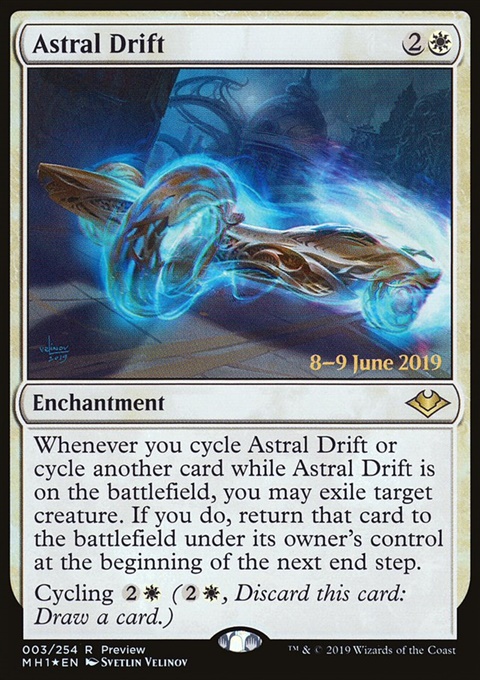 Astral Drift 2
velinov
2019
8–9 June 2019
Enchantment
Whenever you cycle Astral Drift or
cycle another card while Astral Drift is
on the battlefield, you may exile target
creature. If you do, return that card to
the battlefield under its owner's control
at the beginning of the next end step.
Cycling 2 (2, Discard this card:
Draw a card.)
003/254 R Preview
MH1★EN Svetlin Velinov
™ & © 2019 Wizards of the Coast